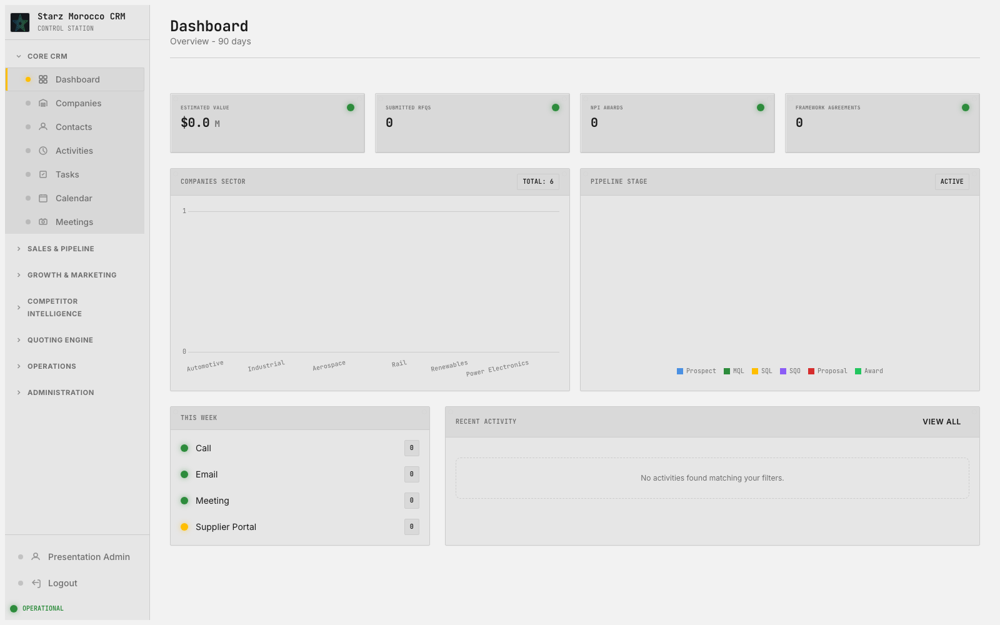 Starz Morocco CRM
CONTROL STATION
CORE CRM
Dashboard
Companies
Contacts
Activities
Tasks
Calendar
Meetings
SALES & PIPELINE
GROWTH & MARKETING
COMPETITOR
INTELLIGENCE
QUOTING ENGINE
OPERATIONS
ADMINISTRATION
Presentation Admin
Logout
OPERATIONAL
Dashboard
Overview - 90 days
ESTIMATED VALUE
$0.0 M
SUBMITTED RFQS
0
NPI AWARDS
0
FRAMEWORK AGREEMENTS
0
COMPANIES SECTOR
TOTAL: 6
1
0
Automotive
Industrial
Aerospace
Rail
Renewables
Power Electronics
PIPELINE STAGE
ACTIVE
Prospect MQL SQL SQO Proposal Award
THIS WEEK
Call 0
Email 0
Meeting 0
Supplier Portal 0
RECENT ACTIVITY
VIEW ALL
No activities found matching your filters.